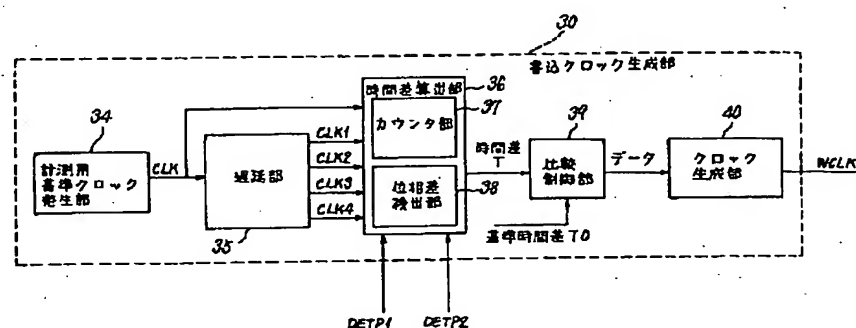 30
書込クロック生成部
34
計測用
基準クロック
発生部
CLK
遅延部
35
CLK1
CLK2
CLK3
CLK4
時間差算出部
36
カウンタ部
37
位相差
検出部
38
時間差
T
39
比較
制御部
基準時間差T0
データ
40
クロック
生成部
WCLK
DETP1
DETP2